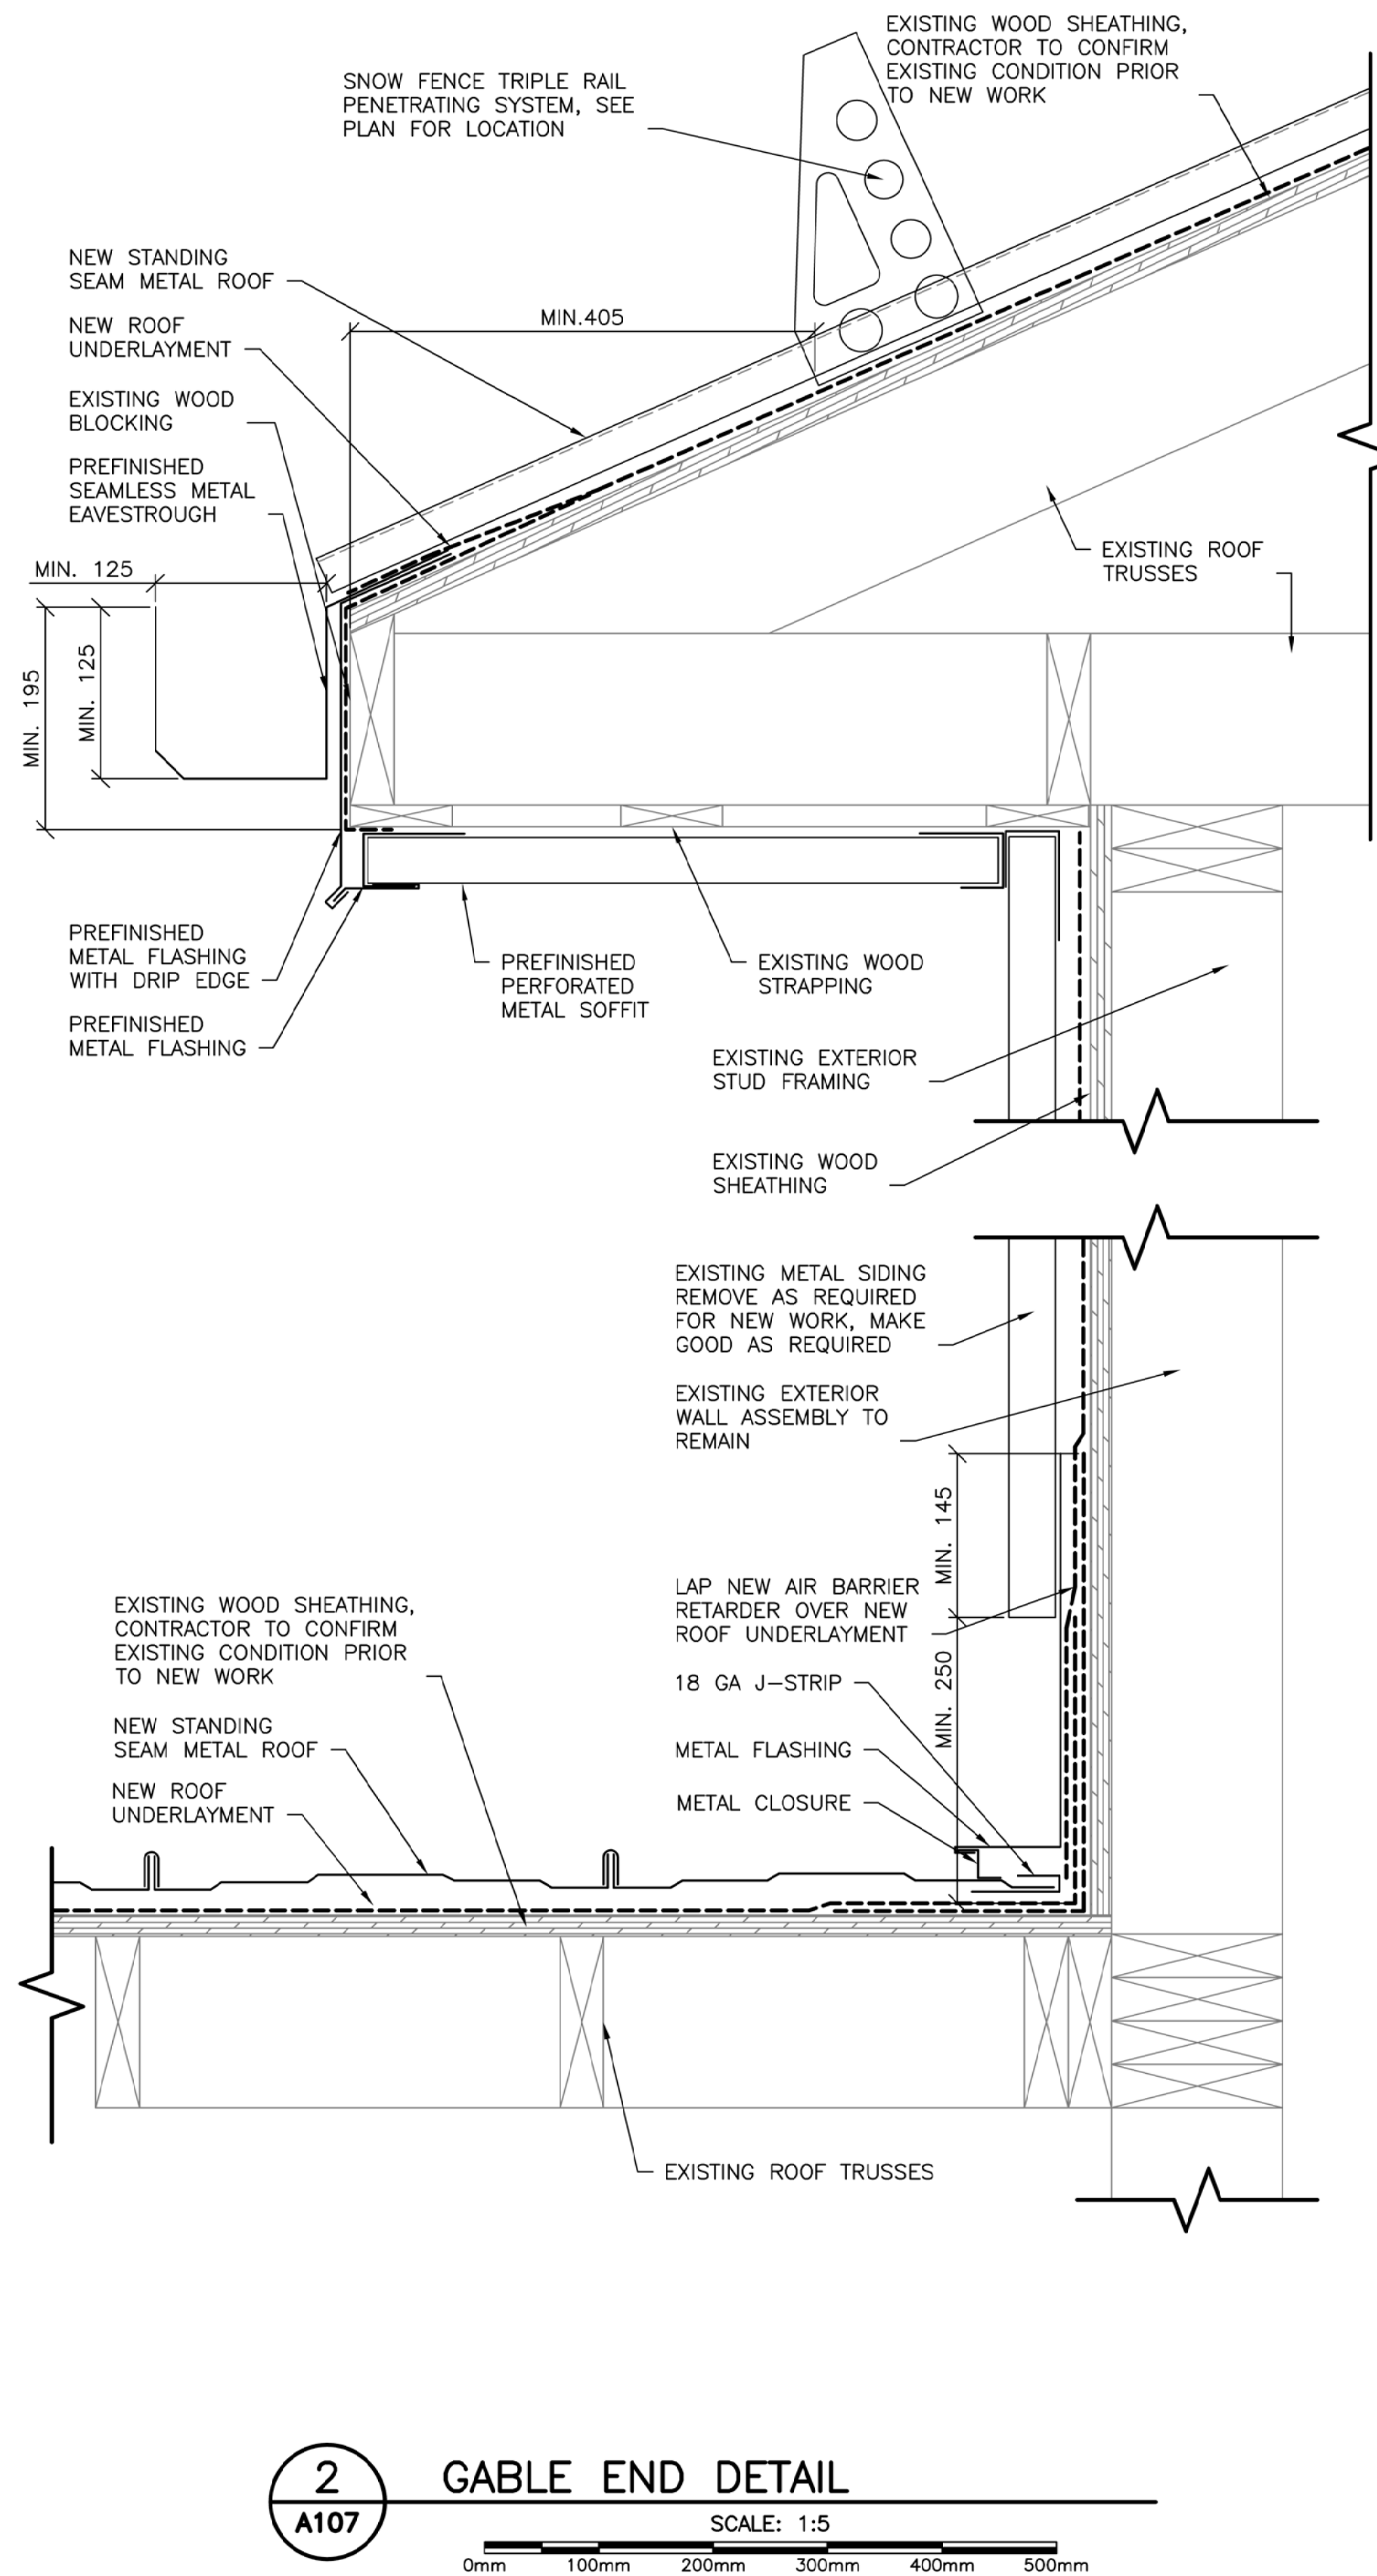 EXISTING WOOD SHEATHING,
CONTRACTOR TO CONFIRM
EXISTING CONDITION PRIOR
TO NEW WORK
SNOW FENCE TRIPLE RAIL
PENETRATING SYSTEM, SEE
PLAN FOR LOCATION
NEW STANDING
SEAM METAL ROOF
MIN.405
NEW ROOF
UNDERLAYMENT
EXISTING WOOD
BLOCKING
PREFINISHED
SEAMLESS METAL
EAVESTROUGH
EXISTING ROOF
TRUSSES
MIN. 125
MIN. 195
MIN. 125
PREFINISHED
METAL FLASHING
WITH DRIP EDGE
PREFINISHED
METAL FLASHING
PREFINISHED
PERFORATED
METAL SOFFIT
EXISTING WOOD
STRAPPING
EXISTING EXTERIOR
STUD FRAMING
EXISTING WOOD
SHEATHING
EXISTING METAL SIDING
REMOVE AS REQUIRED
FOR NEW WORK, MAKE
GOOD AS REQUIRED
EXISTING EXTERIOR
WALL ASSEMBLY TO
REMAIN
MIN. 145
LAP NEW AIR BARRIER
RETARDER OVER NEW
ROOF UNDERLAYMENT
MIN. 250
18 GA J-STRIP
METAL FLASHING
METAL CLOSURE
EXISTING WOOD SHEATHING,
CONTRACTOR TO CONFIRM
EXISTING CONDITION PRIOR
TO NEW WORK
NEW STANDING
SEAM METAL ROOF
NEW ROOF
UNDERLAYMENT
EXISTING ROOF TRUSSES
2
A107
GABLE END DETAIL
SCALE: 1:5
0mm 100mm 200mm 300mm 400mm 500mm